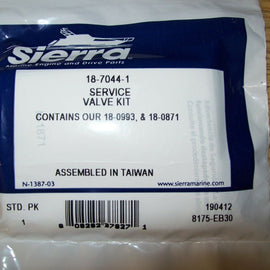 Sierra
Marine Engine and Drive Parts
18-7044-1
SERVICE
VALVE KIT
CONTAINS OUR 18-0993, & 18-0871
ASSEMBLED IN TAIWAN
N-1387-03
www.sierramarine.com
STD. PK
190412
1
8175-EB30